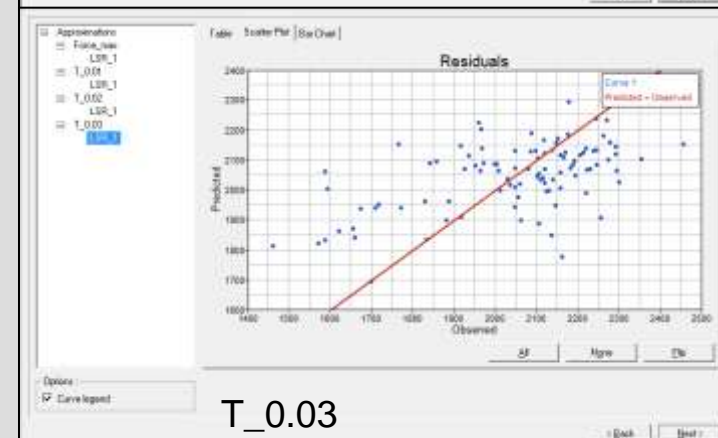 Approximations
Force_max
LSR_1
T_0.01
LSR_1
T_0.02
LSR_1
T_0.03
LSR_1
Table Scatter Plot Bar Chart
Residuals
Curve 1
Predicted = Observed
2400
2300
2200
2100
2000
1900
1800
1700
1600
Predicted
1400 1500 1600 1700 1800 1900 2000 2100 2200 2300 2400 2500
Observed
All None Flip
Options
Curve legend
T_0.03
< Back Next >